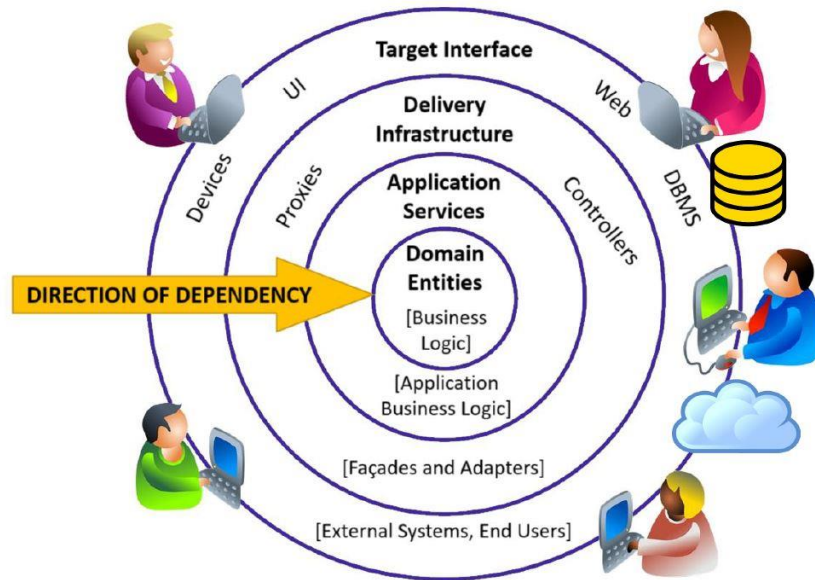 Target Interface
UI
Web
Delivery
Infrastructure
Devices
Proxies
Controllers
DBMS
Application
Services
Domain
Entities
DIRECTION OF DEPENDENCY
[Business
Logic]
[Application
Business Logic]
[Façades and Adapters]
[External Systems, End Users]